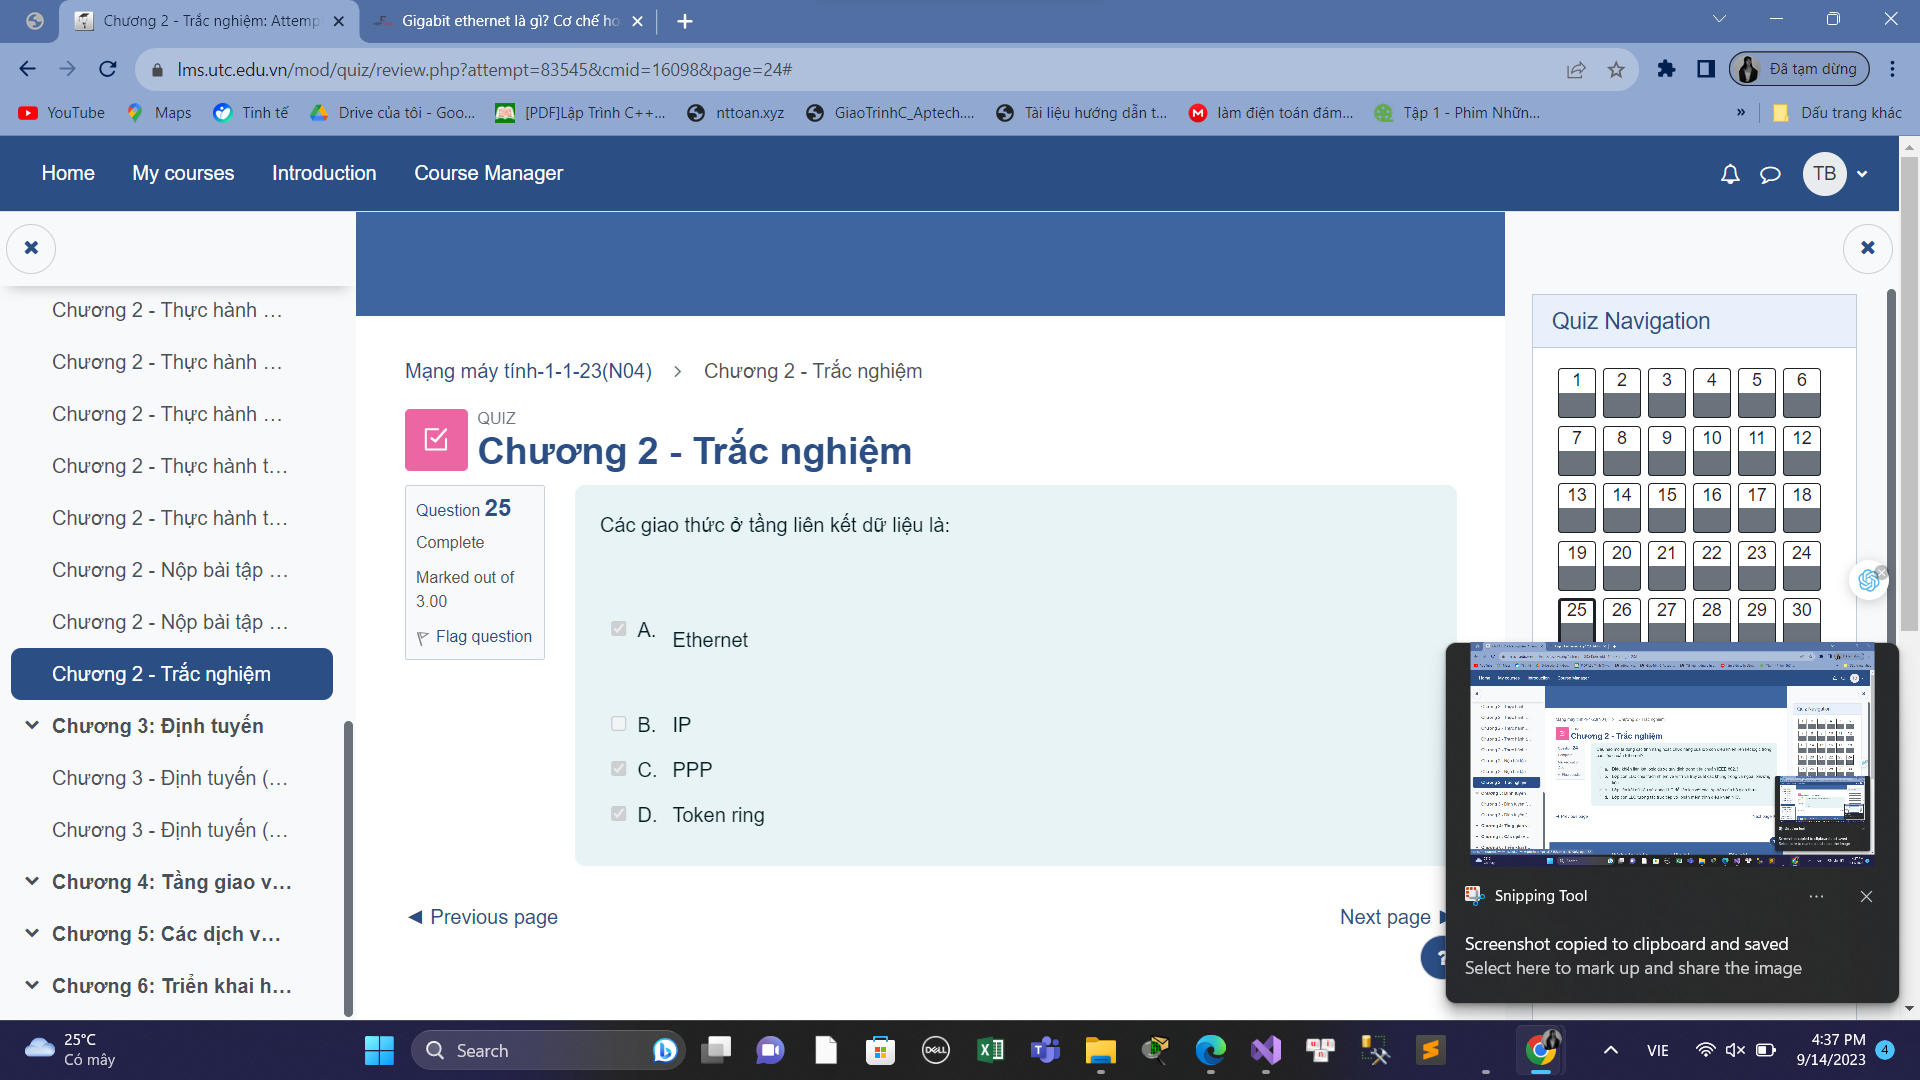 Chương 2 - Trắc nghiệm: Attemp
Gigabit ethernet là gì? Cơ chế ho
lms.utc.edu.vn/mod/quiz/review.php?attempt=83545&cmid=16098&page=24#
Đã tạm dừng
YouTube
Maps
Tinh tế
Drive của tôi - Goo...
[PDF]Lập Trình C++...
nttoan.xyz
GiaoTrinhC_Aptech....
Tài liệu hướng dẫn t...
làm điện toán đám...
Tập 1 - Phim Nhữn...
»
Dấu trang khác
Home
My courses
Introduction
Course Manager
TB
Chương 2 - Thực hành ...
Chương 2 - Thực hành ...
Chương 2 - Thực hành ...
Chương 2 - Thực hành t...
Chương 2 - Thực hành t...
Chương 2 - Nộp bài tập ...
Chương 2 - Nộp bài tập ...
Chương 2 - Trắc nghiệm
Chương 3: Định tuyến
Chương 3 - Định tuyến (...
Chương 3 - Định tuyến (...
Chương 4: Tầng giao v...
Chương 5: Các dịch v...
Chương 6: Triển khai h...
Mạng máy tính-1-1-23(N04)
Chương 2 - Trắc nghiệm
QUIZ
Chương 2 - Trắc nghiệm
Question 25
Complete
Marked out of
3.00
Flag question
Các giao thức ở tầng liên kết dữ liệu là:
A. Ethernet
B. IP
C. PPP
D. Token ring
◄ Previous page
Next page
?
Quiz Navigation
1 2 3 4 5 6
7 8 9 10 11 12
13 14 15 16 17 18
19 20 21 22 23 24
25 26 27 28 29 30
Chương 2 - Trắc nghiệm
Snipping Tool
Screenshot copied to clipboard and saved
Select here to mark up and share the image
25°C
Có mây
Search
DELL
VIE
4:37 PM
9/14/2023
4